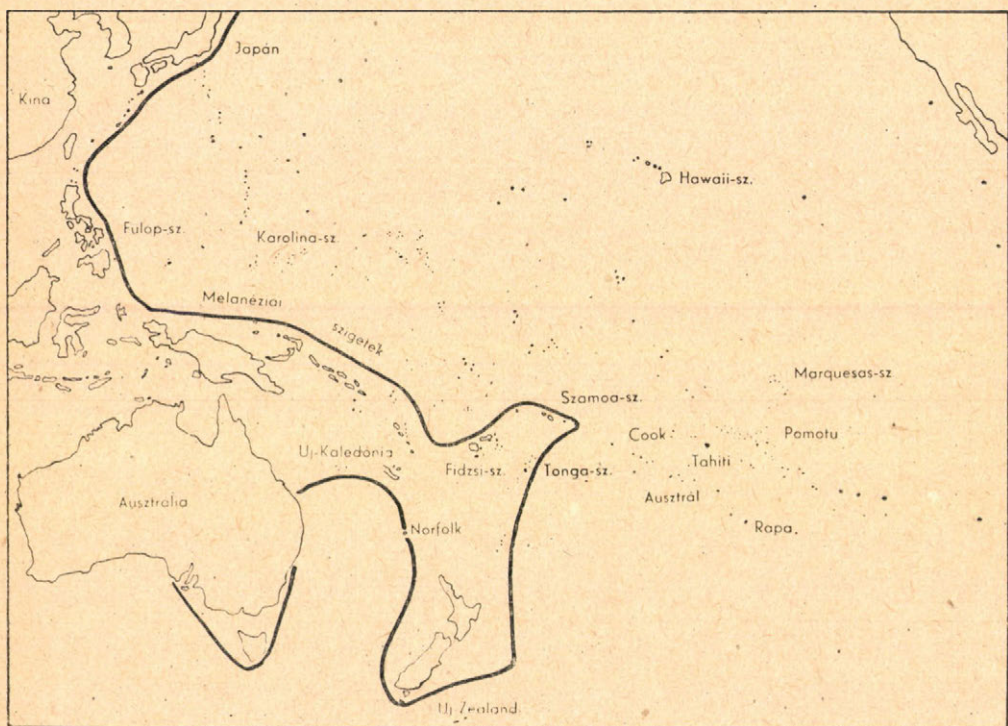 Japán
Kina
Hawaii-sz.
Fülöp-sz.
Karolina-sz.
Melanéziai
szigetek
Marquesas-sz.
Szamoa-sz.
Cook
Pomotu
Uj-Kaledónia
Fidzsi-sz.
Tonga-sz.
Tahiti
Ausztrália
Ausztrál
Norfolk
Rapa
Uj Zealand